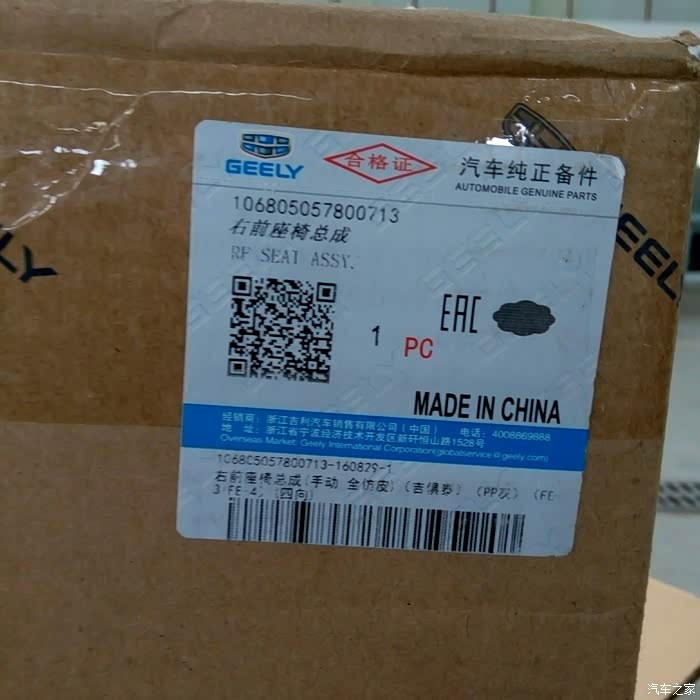 GEELY
合格证
汽车纯正备件
AUTOMOBILE GENUINE PARTS
106805057800713
右前座椅总成
RF SEAT ASSY.
EAC
1 PC
MADE IN CHINA
经销商：浙江吉利汽车销售有限公司（中国） 电话：4008869888
地 址：浙江省宁波经济技术开发区新研恒山路1528号
Overseas Market: Geely International Corporation(globalservice@geely.com)
106805057800713-160829-1
右前座椅总成(手动 全仿皮)(吉惧岁)(PP灰)(FE-
3 FE-4)(四向)
GEELY
汽车之家